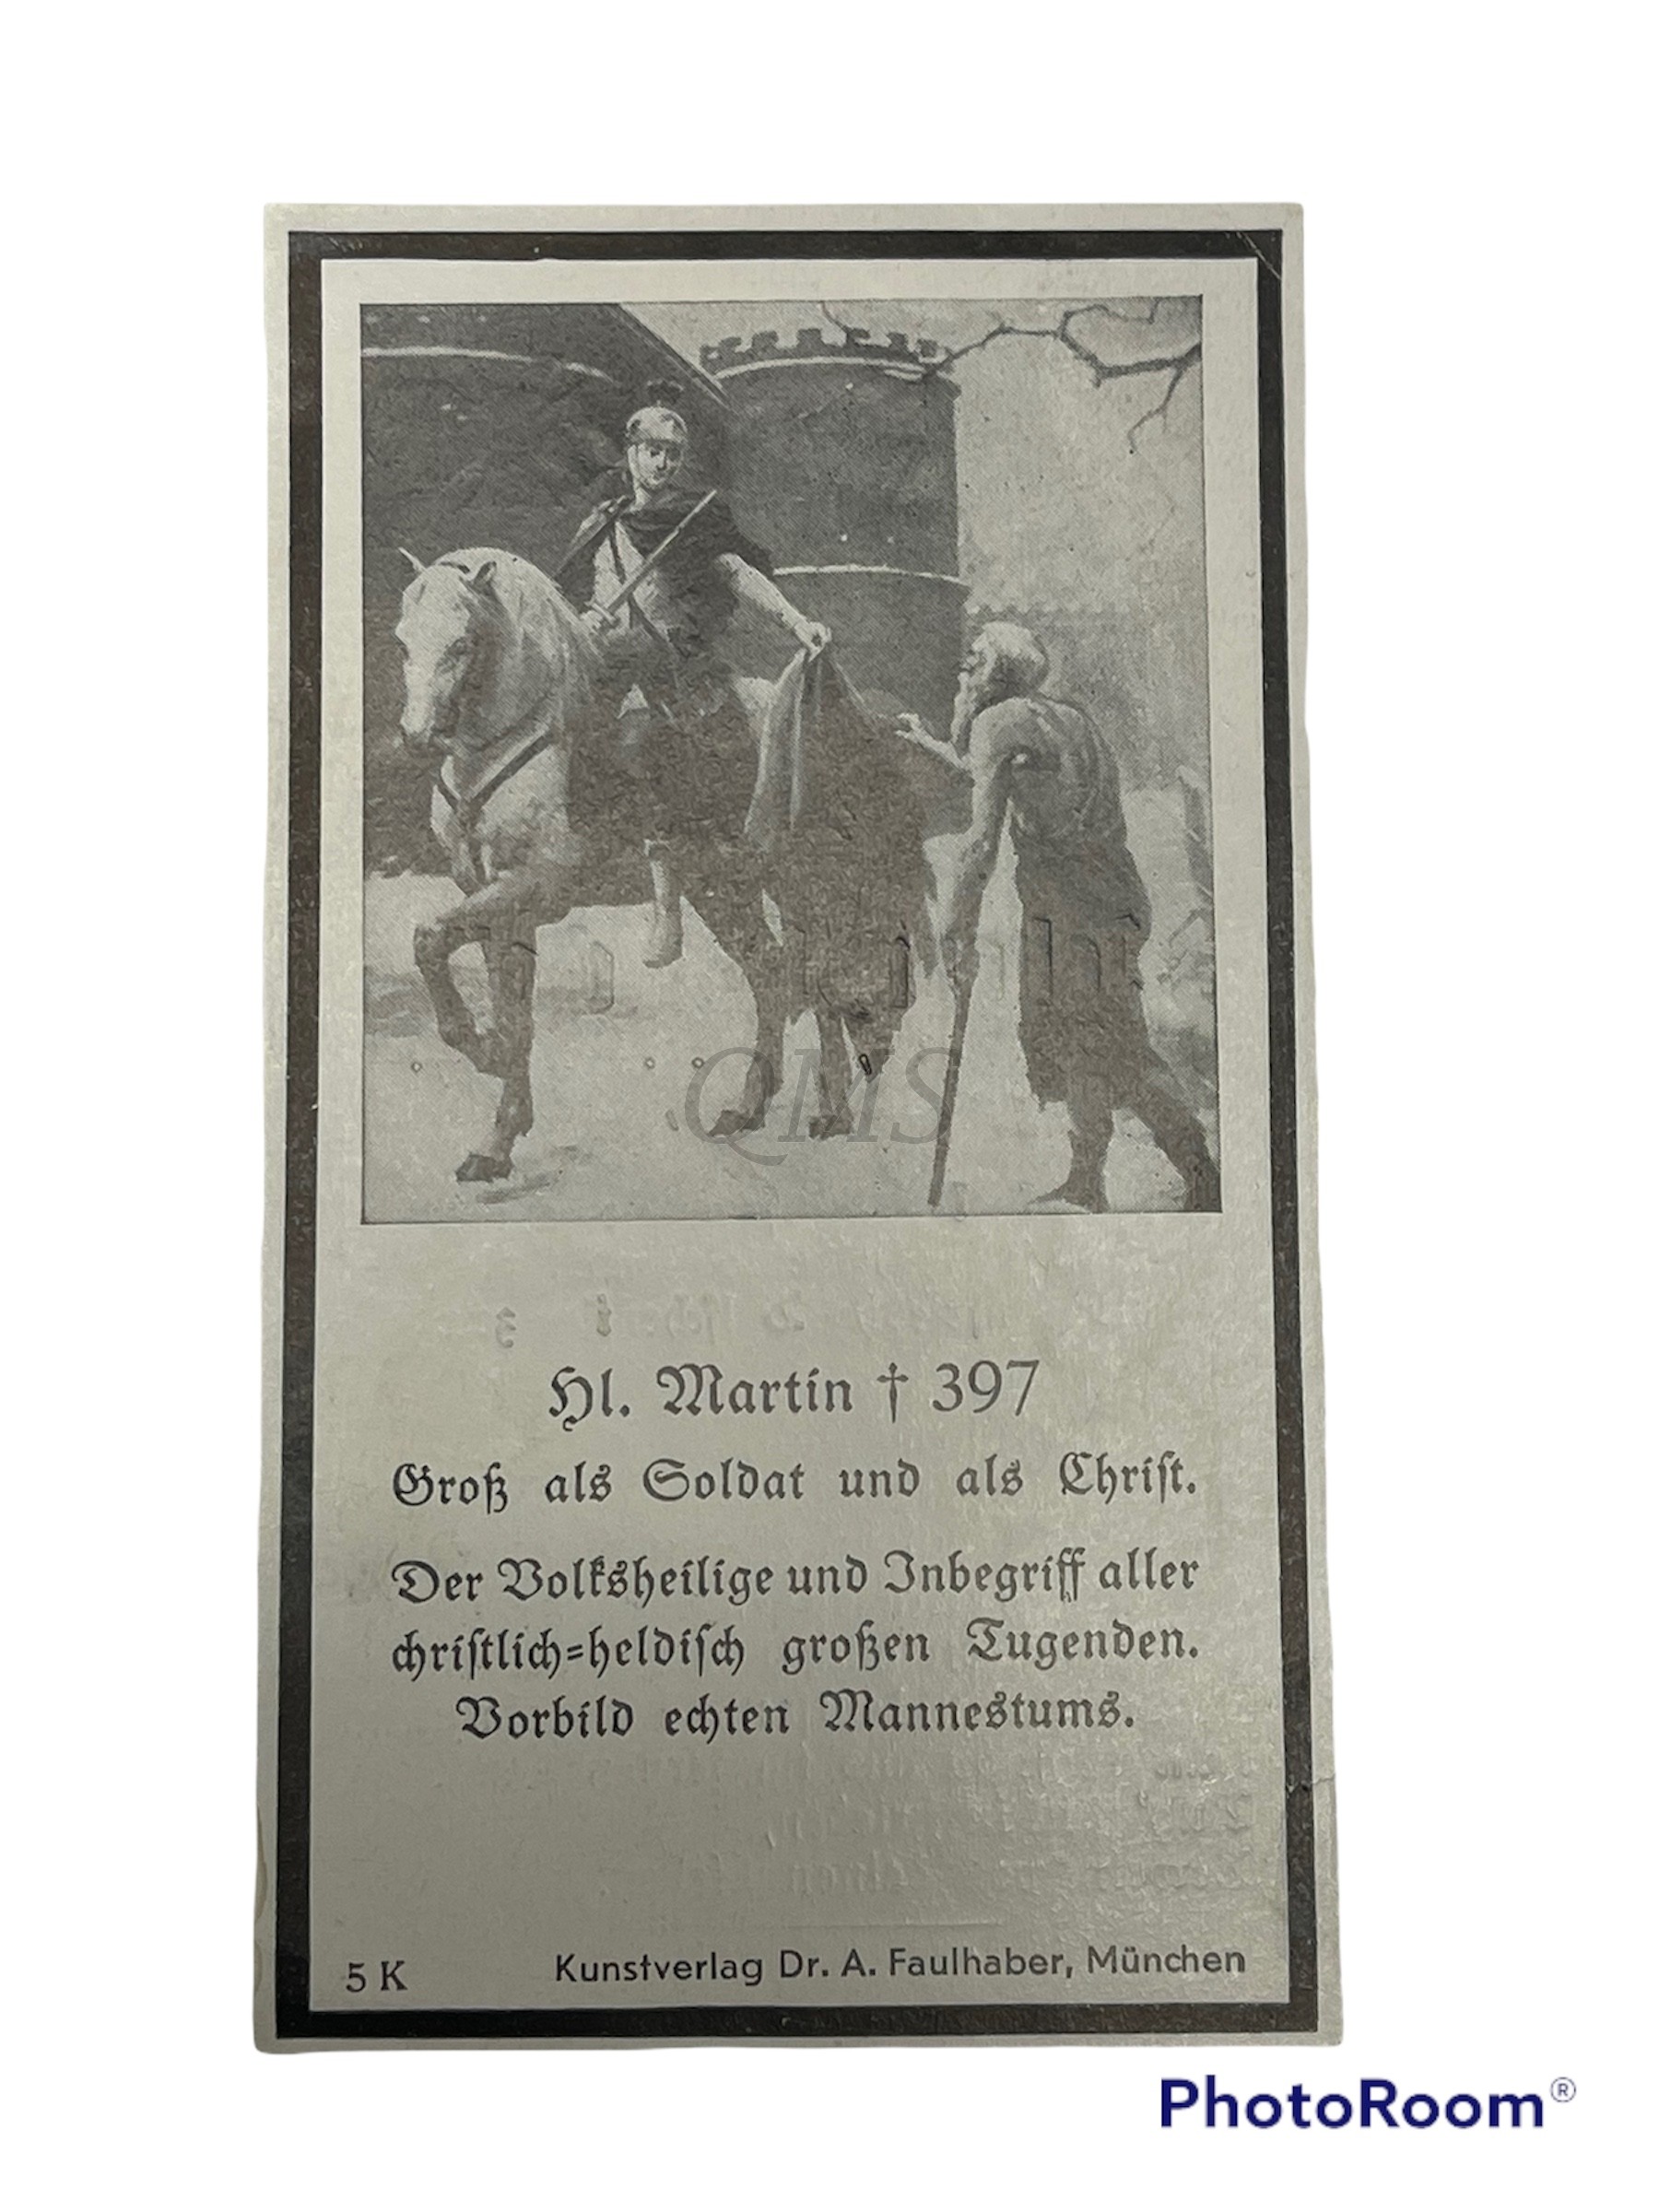 QMS
Hl. Martin † 397
Groß als Soldat und als Christ.
Der Volksheilige und Inbegriff aller
christlich=heldisch großen Tugenden.
Vorbild echten Mannestums.
5 K Kunstverlag Dr. A. Faulhaber, München
PhotoRoom®